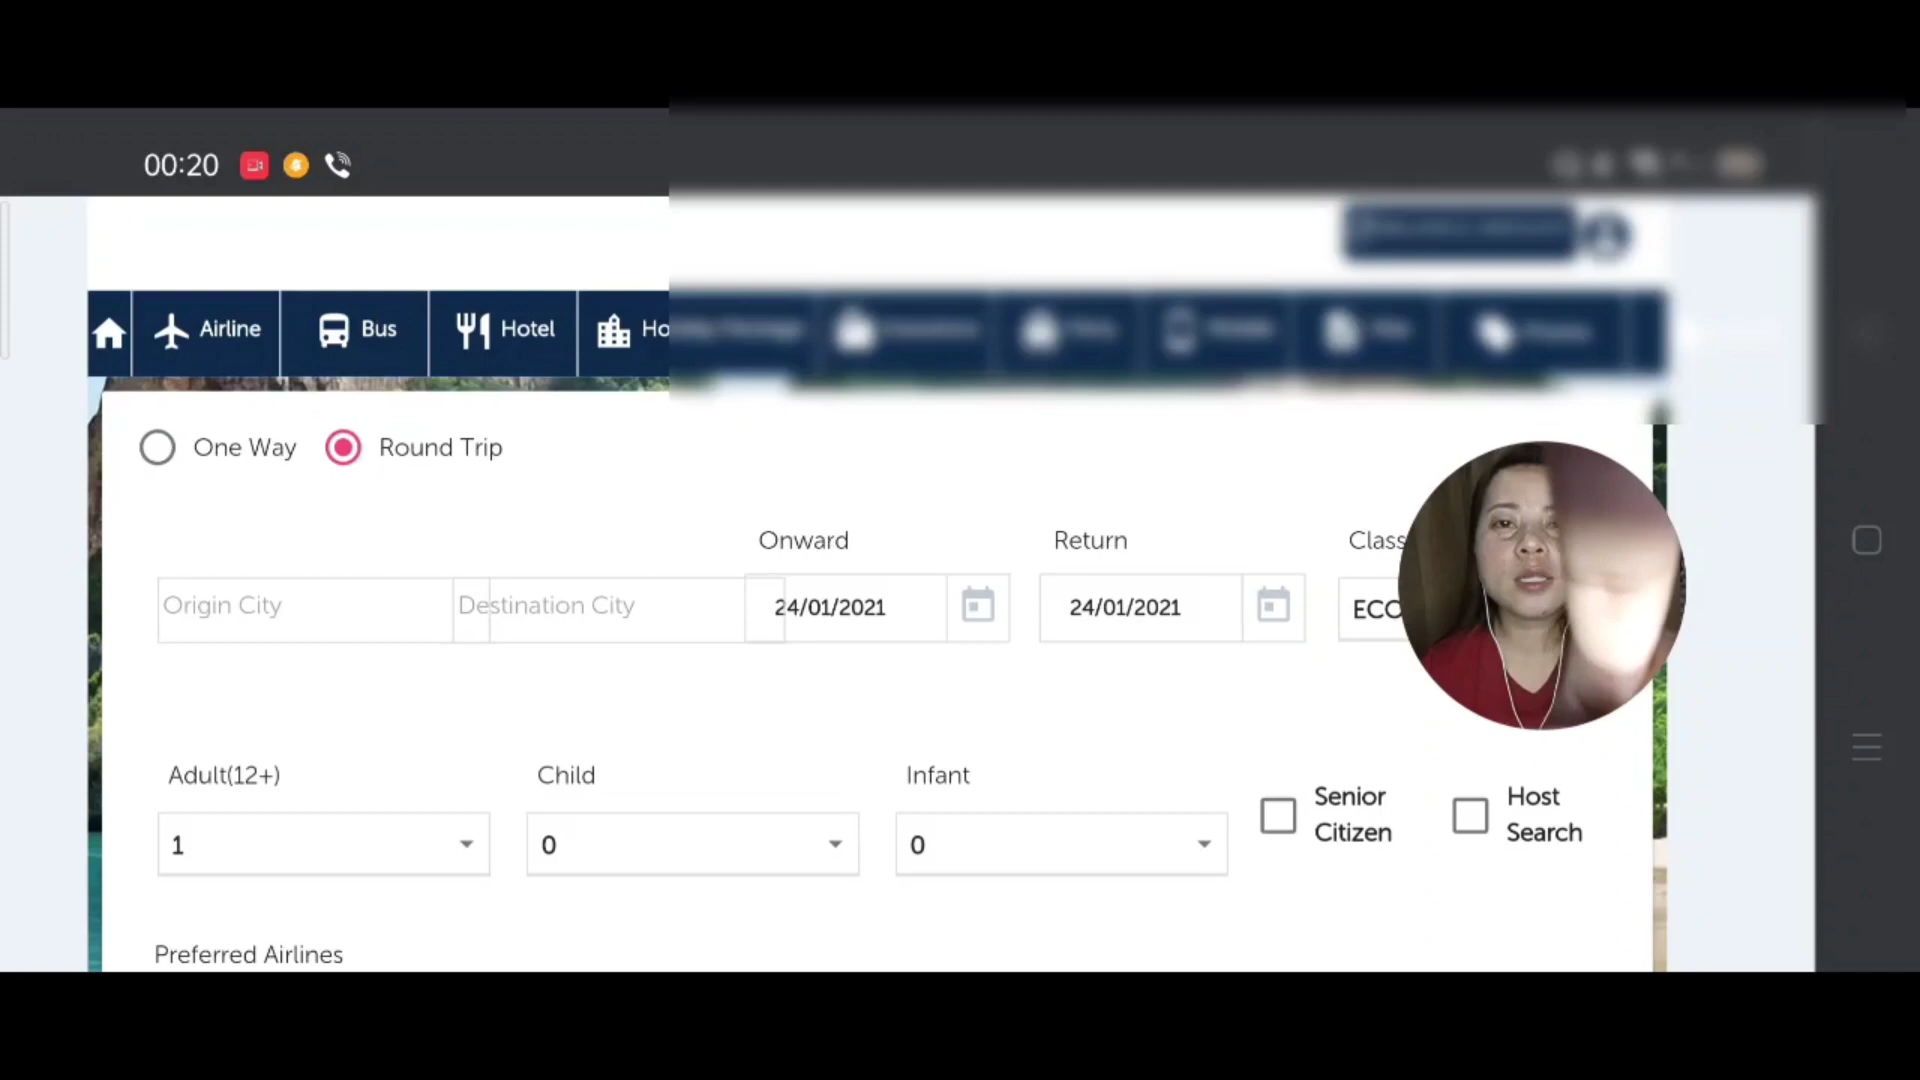 00:20
Airline Bus Hotel Ho
One Way Round Trip
Onward Return Class
Origin City Destination City 24/01/2021 24/01/2021 ECO
Adult(12+) Child Infant
Senior Citizen Host Search
1 0 0
Preferred Airlines